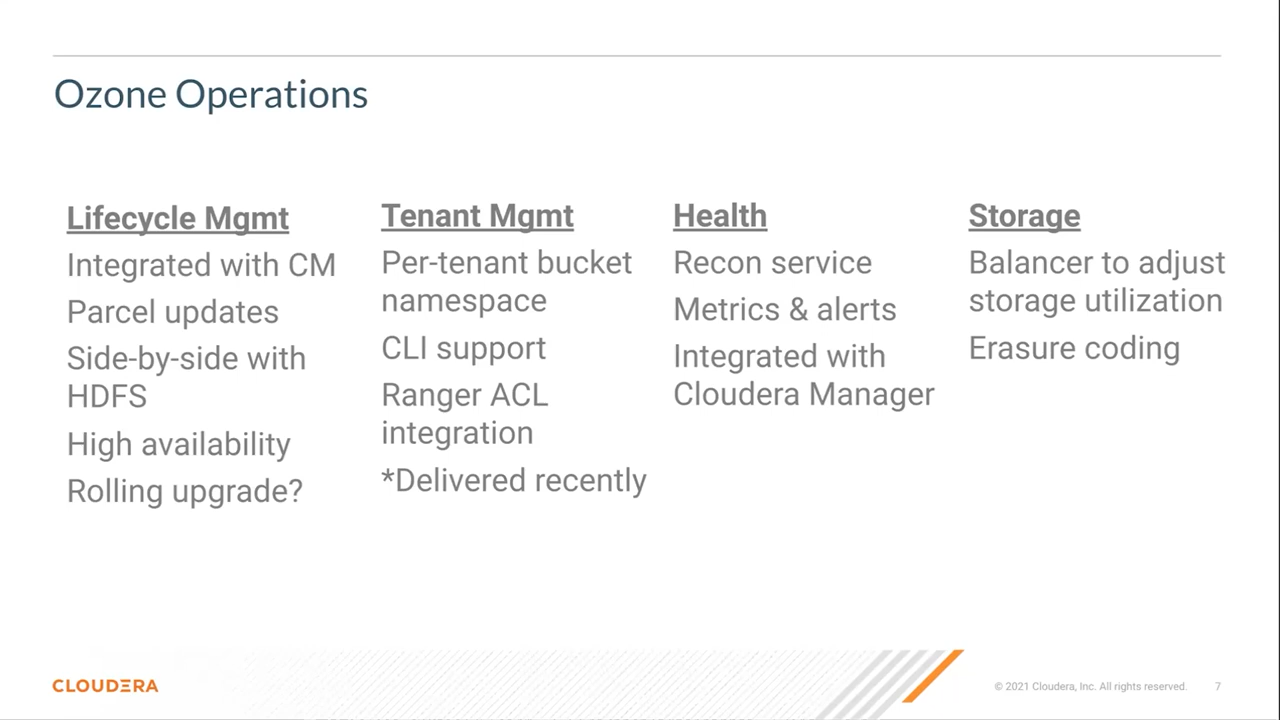 Ozone Operations
Lifecycle Mgmt
Integrated with CM
Parcel updates
Side-by-side with
HDFS
High availability
Rolling upgrade?
Tenant Mgmt
Per-tenant bucket
namespace
CLI support
Ranger ACL
integration
*Delivered recently
Health
Recon service
Metrics & alerts
Integrated with
Cloudera Manager
Storage
Balancer to adjust
storage utilization
Erasure coding
CLOUDERA
© 2021 Cloudera, Inc. All rights reserved. 7